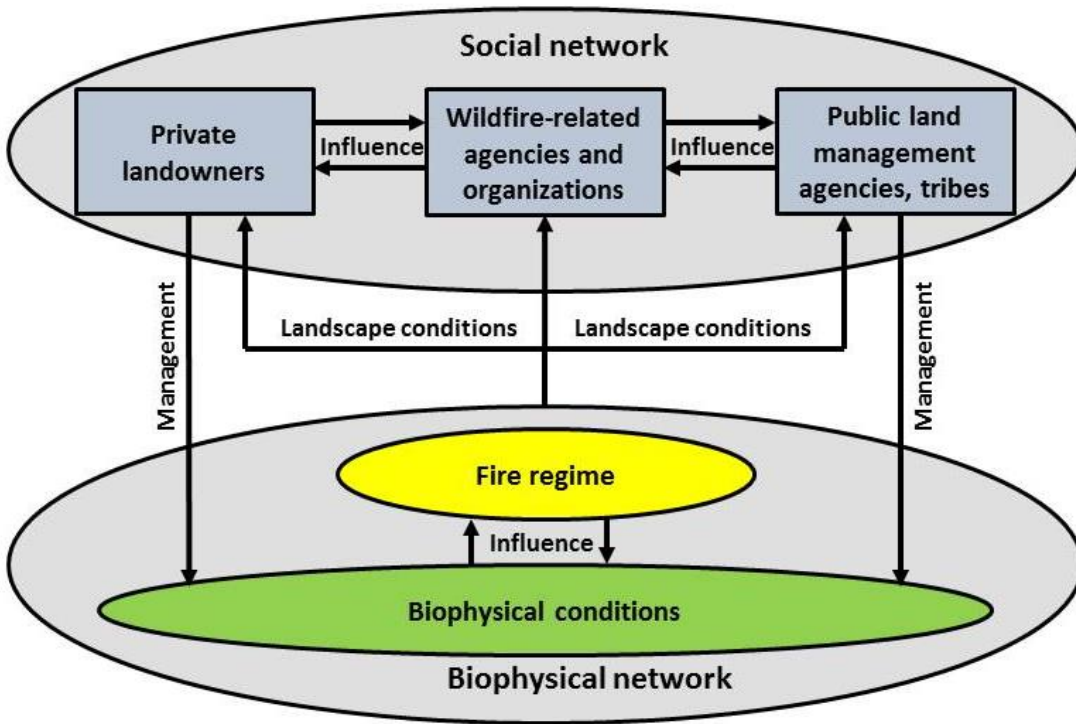 Social network
Private
landowners
Influence
Wildfire-related
agencies and
organizations
Influence
Public land
management
agencies, tribes
Management
Landscape conditions
Landscape conditions
Management
Fire regime
Influence
Biophysical conditions
Biophysical network